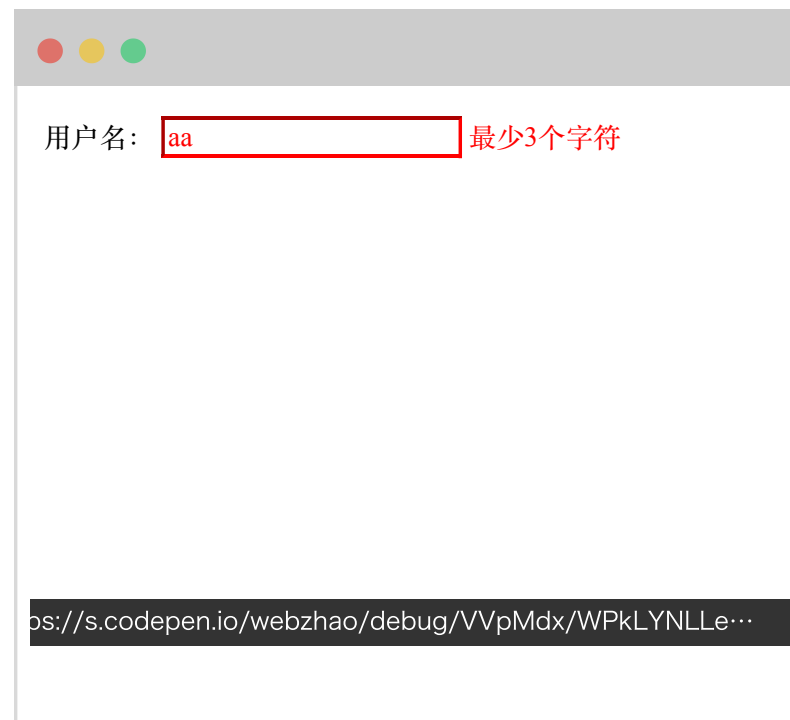 用户名： aa 最少3个字符
ps://s.codepen.io/webzhao/debug/VVpMdx/WPkLYNLLe…